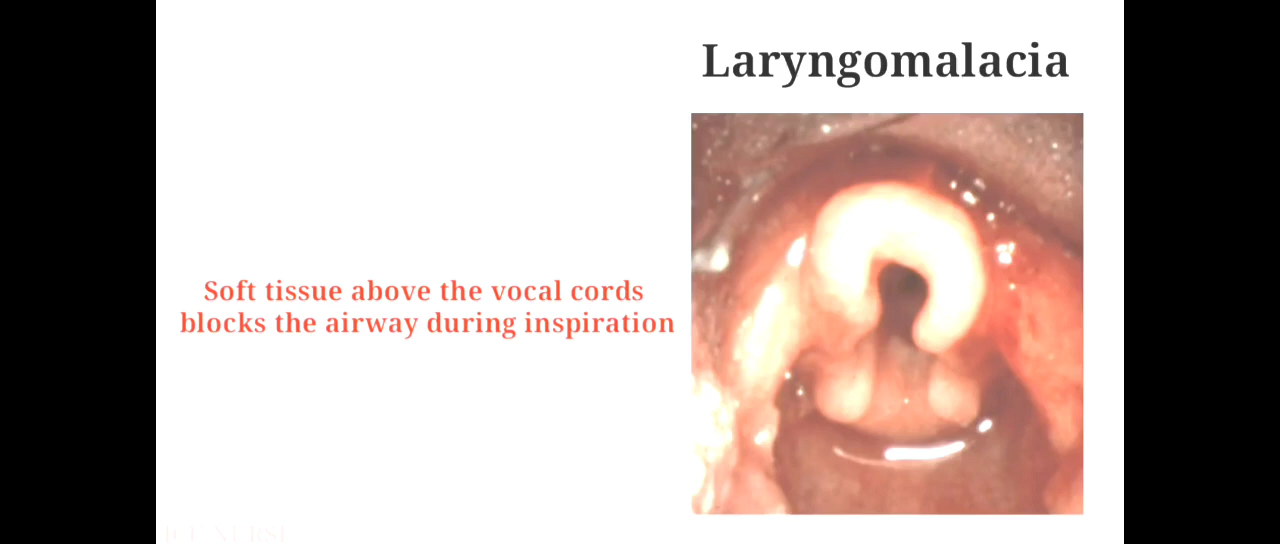 Laryngomalacia
Soft tissue above the vocal cords
blocks the airway during inspiration